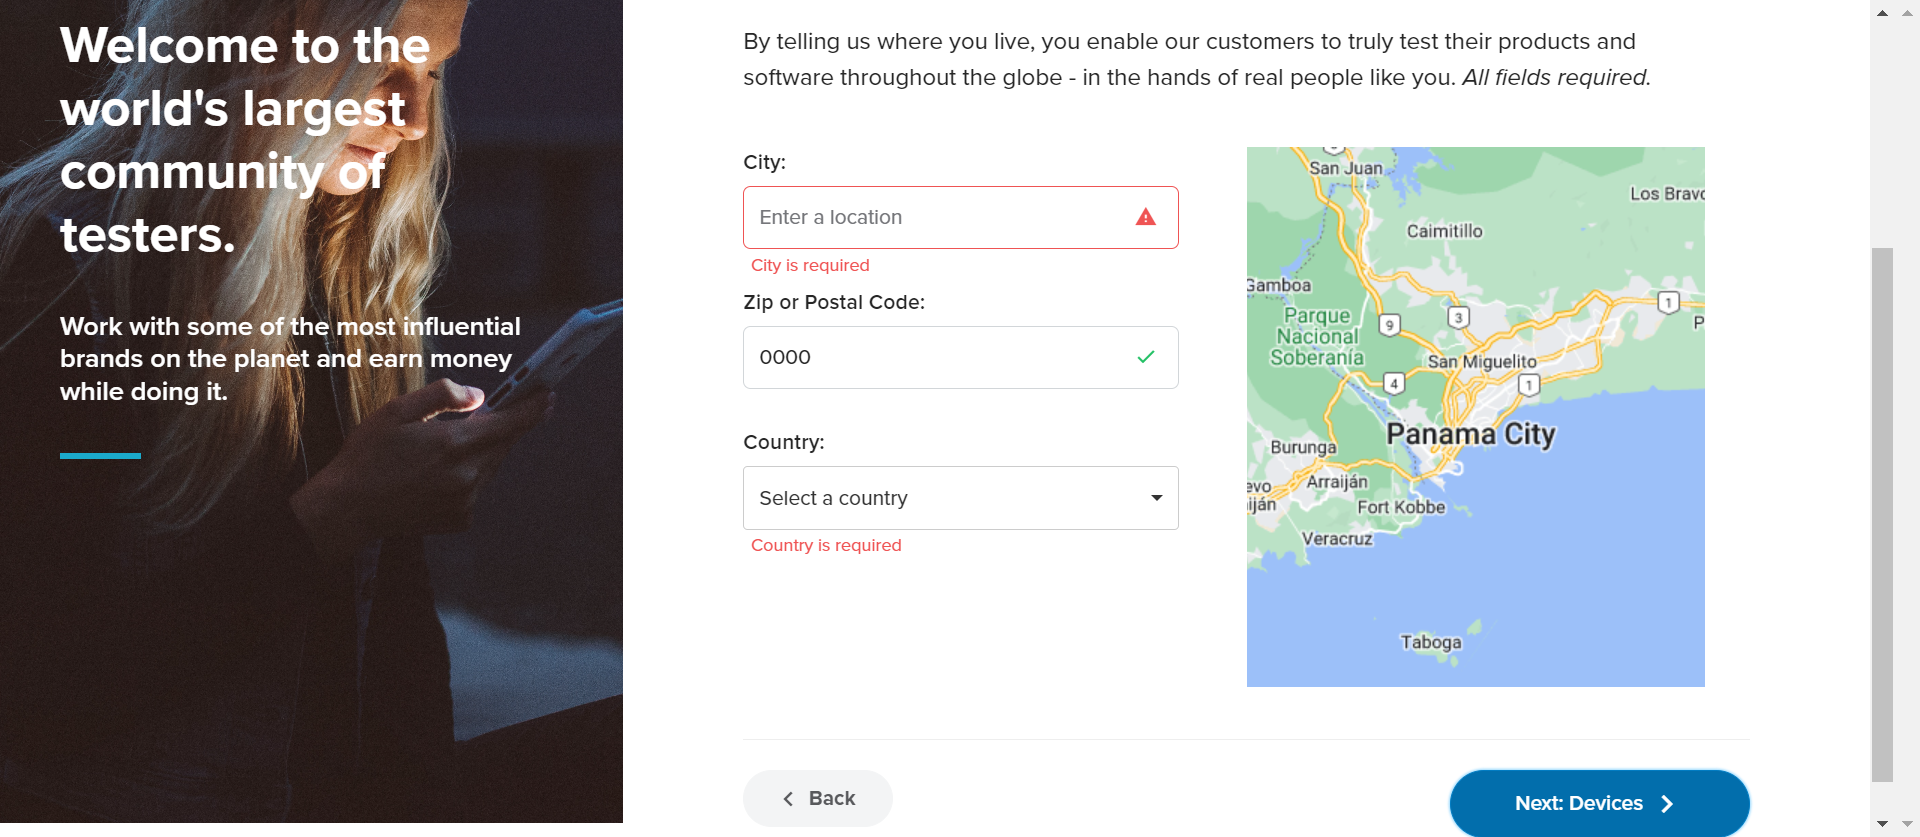 Welcome to the
world's largest
community of
testers.
Work with some of the most influential
brands on the planet and earn money
while doing it.
By telling us where you live, you enable our customers to truly test their products and
software throughout the globe - in the hands of real people like you. All fields required.
City:
Enter a location
City is required
Zip or Postal Code:
0000
Country:
Select a country
Country is required
San Juan
Los Bravo
Caimitillo
Gamboa
1
Parque
Nacional
Soberanía
9
3
P
San Miguelito
4
1
Panama City
Burunga
Arraiján
evo
iján
Fort Kobbe
Veracruz
Taboga
Back
Next: Devices